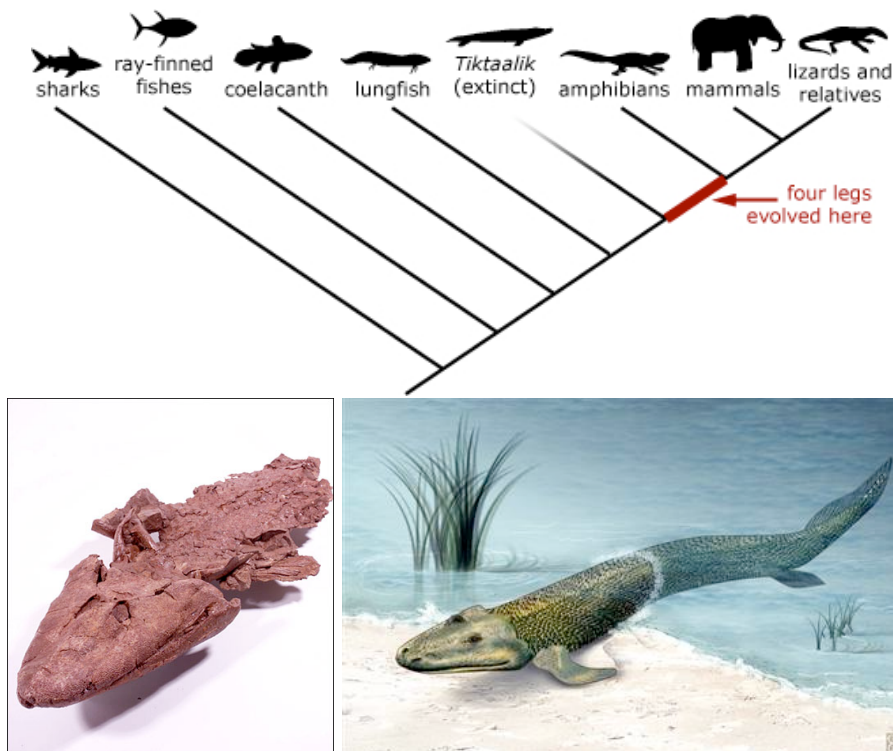 sharks
ray-finned
fishes
coelacanth
lungfish
Tiktaalik
(extinct)
amphibians
mammals
lizards and
relatives
four legs
evolved here